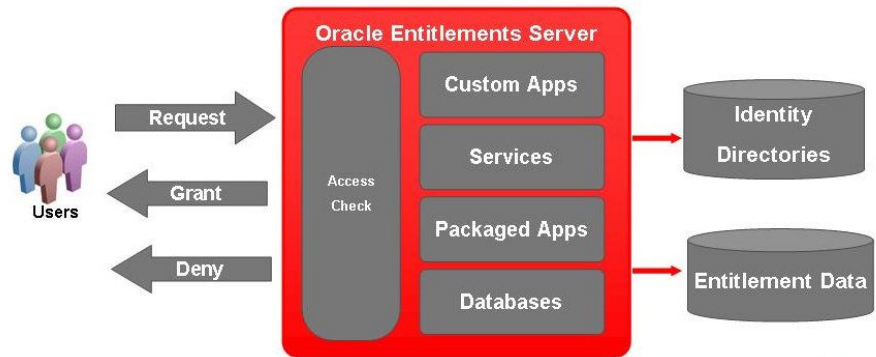 Oracle Entitlements Server
Users
Request
Grant
Deny
Access
Check
Custom Apps
Services
Packaged Apps
Databases
Identity
Directories
Entitlement Data